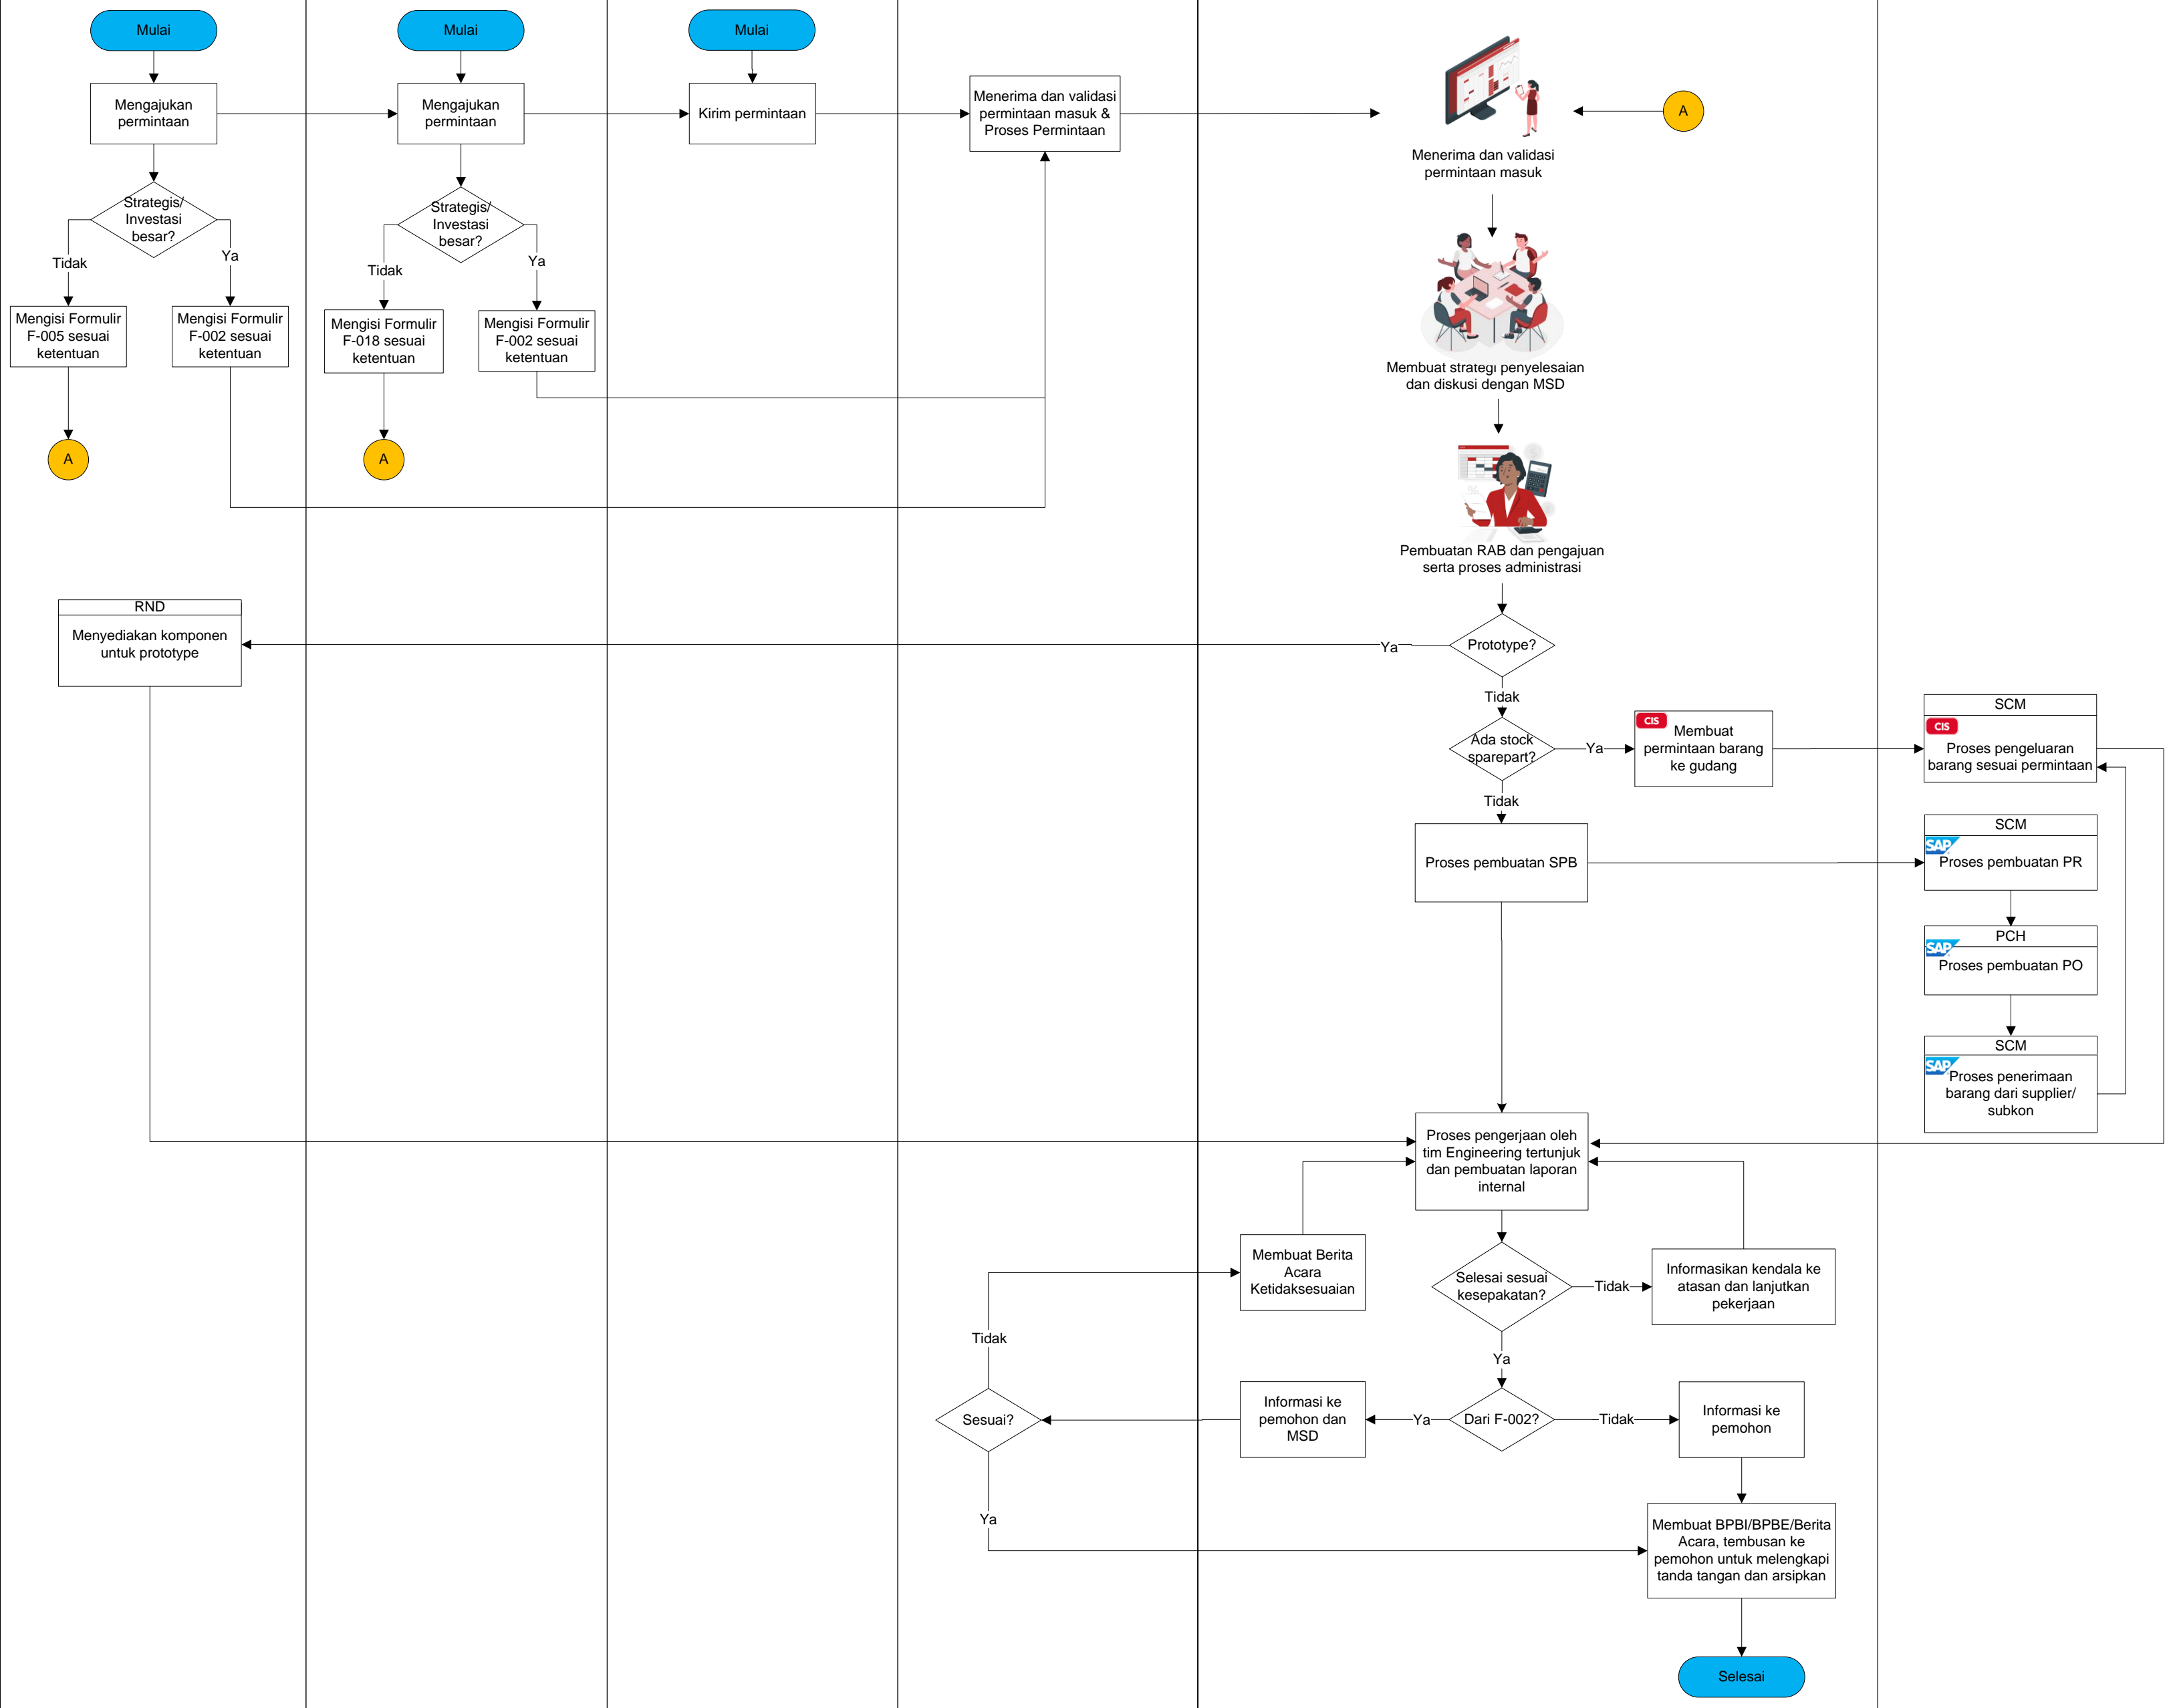 Mulai
Mulai
Mulai
Mengajukan
permintaan
Mengajukan
permintaan
Kirim permintaan
Menerima dan validasi
permintaan masuk &
Proses Permintaan
A
Menerima dan validasi
permintaan masuk
Strategis/
Investasi
besar?
Tidak
Ya
Strategis/
Investasi
besar?
Tidak
Ya
Mengisi Formulir
F-005 sesuai
ketentuan
Mengisi Formulir
F-002 sesuai
ketentuan
Mengisi Formulir
F-018 sesuai
ketentuan
Mengisi Formulir
F-002 sesuai
ketentuan
Membuat strategi penyelesaian
dan diskusi dengan MSD
A
A
%
Pembuatan RAB dan pengajuan
serta proses administrasi
RND
Menyediakan komponen
untuk prototype
Ya
Prototype?
Tidak
Ada stock
sparepart?
Ya
CIS
Membuat
permintaan barang
ke gudang
SCM
CIS
Proses pengeluaran
barang sesuai permintaan
Tidak
Proses pembuatan SPB
SCM
SAP
Proses pembuatan PR
PCH
SAP
Proses pembuatan PO
SCM
SAP
Proses penerimaan
barang dari supplier/
subkon
Proses pengerjaan oleh
tim Engineering tertunjuk
dan pembuatan laporan
internal
Membuat Berita
Acara
Ketidaksesuaian
Selesai sesuai
kesepakatan?
Tidak
Informasikan kendala ke
atasan dan lanjutkan
pekerjaan
Tidak
Ya
Sesuai?
Informasi ke
pemohon dan
MSD
Ya
Dari F-002?
Tidak
Informasi ke
pemohon
Ya
Membuat BPBI/BPBE/Berita
Acara, tembusan ke
pemohon untuk melengkapi
tanda tangan dan arsipkan
Selesai